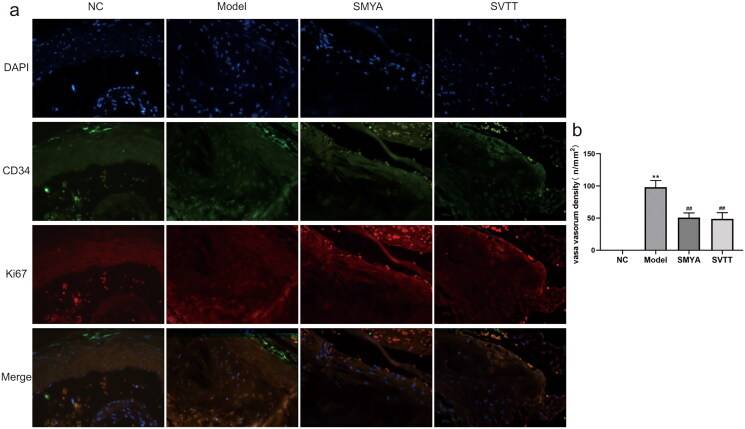 a
NC Model SMYA SVTT
DAPI
CD34
Ki67
Merge
b
vasa vasorum density( n/mm²)
150
100
50
0
**
##
##
NC Model SMYA SVTT